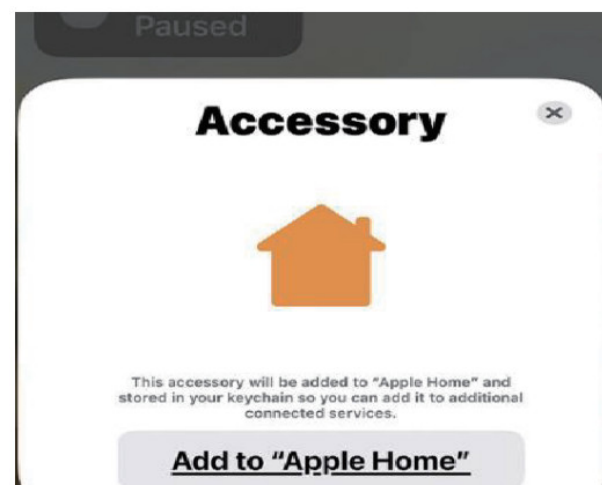 Paused
Accessory
This accessory will be added to “Apple Home” and
stored in your keychain so you can add it to additional
connected services.
Add to “Apple Home”